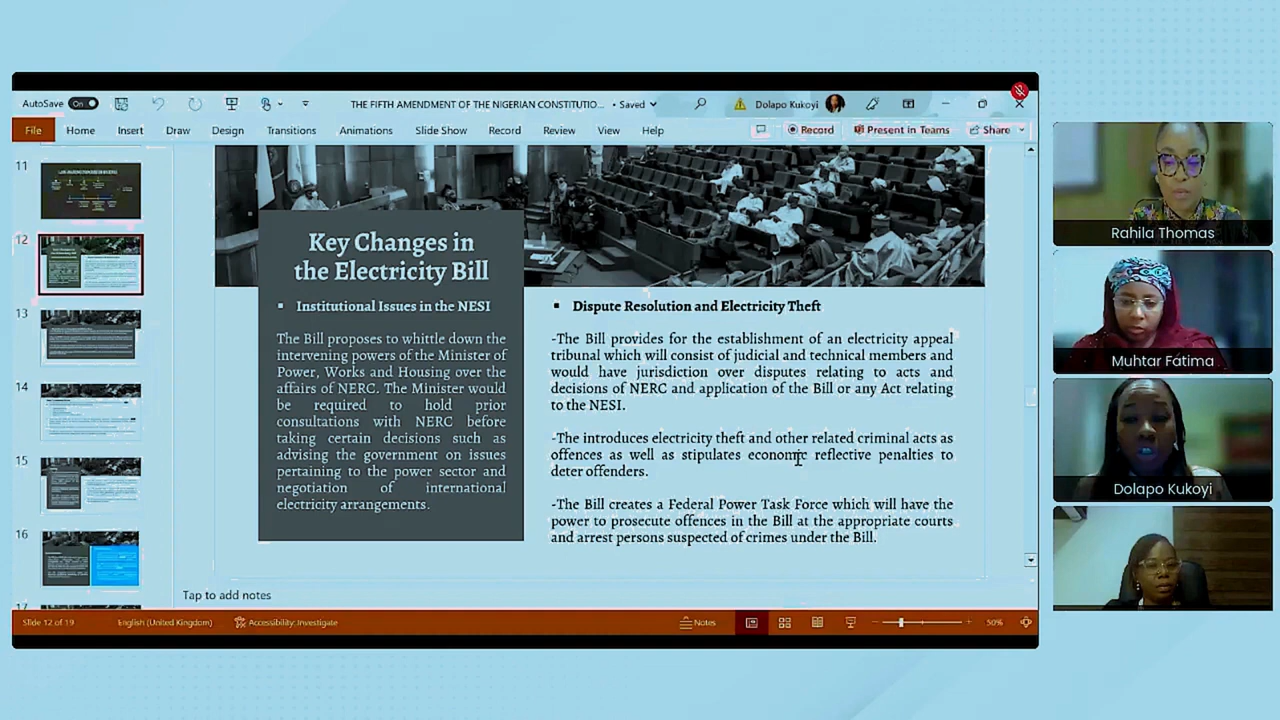 AutoSave On
THE FIFTH AMENDMENT OF THE NIGERIAN CONSTITUTIO... • Saved
Dolapo Kukoyi
File Home Insert Draw Design Transitions Animations Slide Show Record Review View Help
Record Present in Teams Share
11
12
13
14
15
16
17
Key Changes in
the Electricity Bill
▪ Institutional Issues in the NESI
The Bill proposes to whittle down the
intervening powers of the Minister of
Power, Works and Housing over the
affairs of NERC. The Minister would
be required to hold prior
consultations with NERC before
taking certain decisions such as
advising the government on issues
pertaining to the power sector and
negotiation of international
electricity arrangements.
▪ Dispute Resolution and Electricity Theft
-The Bill provides for the establishment of an electricity appeal
tribunal which will consist of judicial and technical members and
would have jurisdiction over disputes relating to acts and
decisions of NERC and application of the Bill or any Act relating
to the NESI.
-The introduces electricity theft and other related criminal acts as
offences as well as stipulates economic reflective penalties to
deter offenders.
-The Bill creates a Federal Power Task Force which will have the
power to prosecute offences in the Bill at the appropriate courts
and arrest persons suspected of crimes under the Bill.
Tap to add notes
Slide 12 of 19 English (United Kingdom) Accessibility: Investigate Notes 50%
Rahila Thomas
Muhtar Fatima
Dolapo Kukoyi